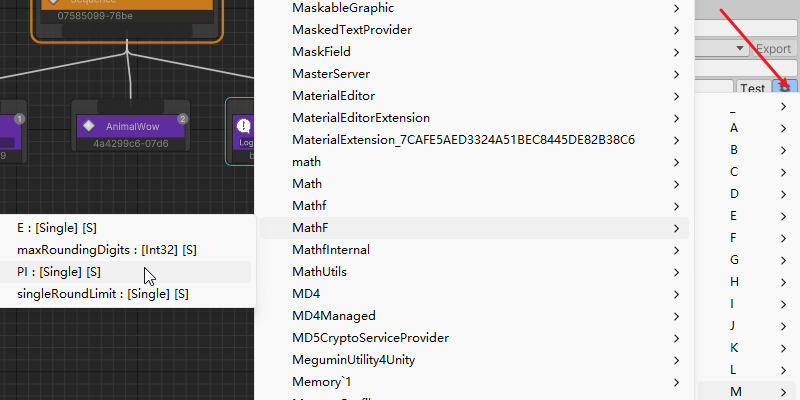 Sequence
07585099-76be
1
9
AnimalWow
2
4a4299c6-07d6
Log
b
E : [Single] [S]
maxRoundingDigits : [Int32] [S]
PI : [Single] [S]
singleRoundLimit : [Single] [S]
MaskableGraphic
MaskedTextProvider
MaskField
MasterServer
MaterialEditor
MaterialEditorExtension
MaterialExtension_7CAFE5AED3324A51BEC8445DE82B38C6
math
Math
Mathf
MathF
MathfInternal
MathUtils
MD4
MD4Managed
MD5CryptoServiceProvider
MeguminUtility4Unity
Memory`1
Export
Test
_
A
B
C
D
E
F
G
H
I
J
K
L
M